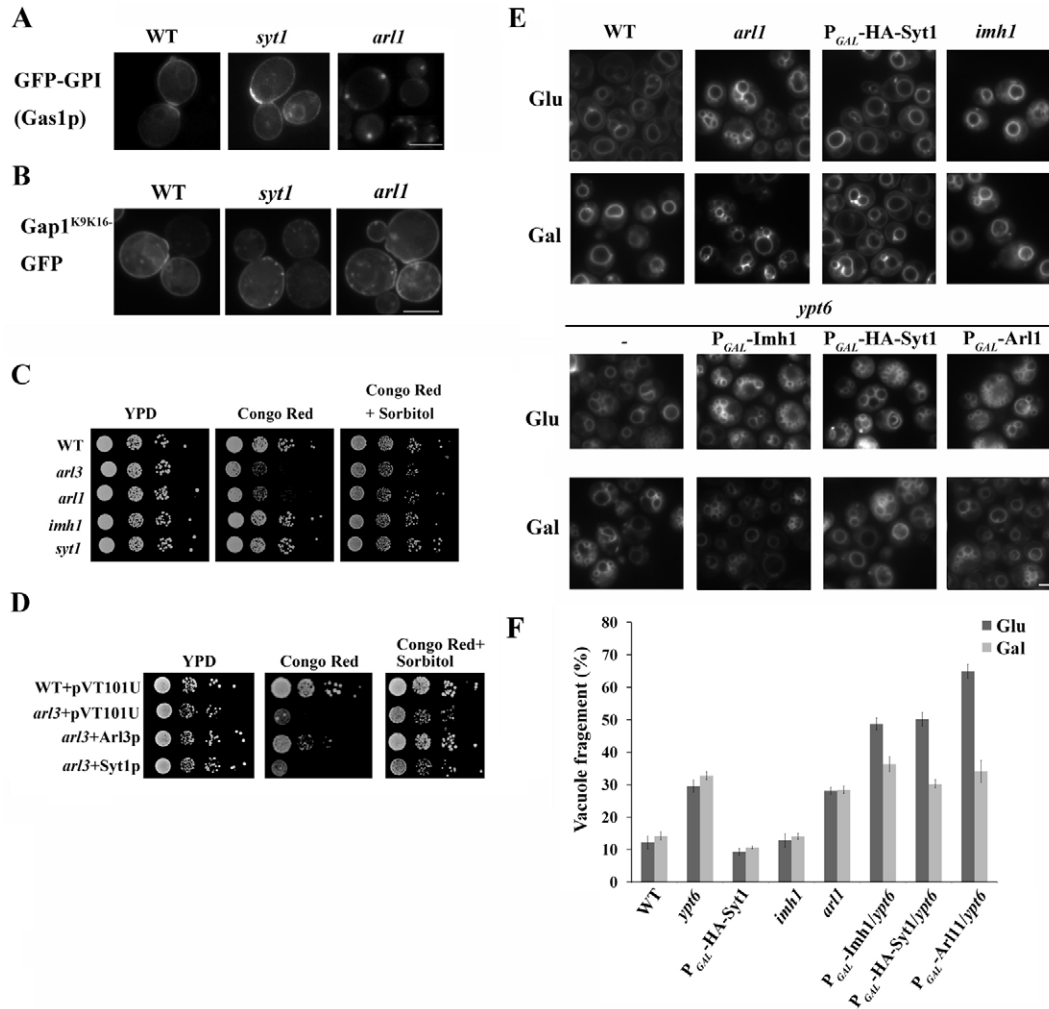 A
WT syt1 arl1
GFP-GPI
(Gas1p)
B
WT syt1 arl1
Gap1K9K16-
GFP
C
YPD Congo Red Congo Red
+ Sorbitol
WT
arl3
arl1
imh1
syt1
D
YPD Congo Red Congo Red+
Sorbitol
WT+pVT101U
arl3+pVT101U
arl3+Arl3p
arl3+Syt1p
E
WT arl1 PGAL-HA-Syt1 imh1
Glu
Gal
ypt6
- PGAL-Imh1 PGAL-HA-Syt1 PGAL-Arl1
Glu
Gal
F
Vacuole fragement (%)
80
70
60
50
40
30
20
10
0
Glu
Gal
WT
ypt6
PGAL-HA-Syt1
imh1
arl1
PGAL-Imh1/ypt6
PGAL-HA-Syt1/ypt6
PGAL-Arl11/ypt6